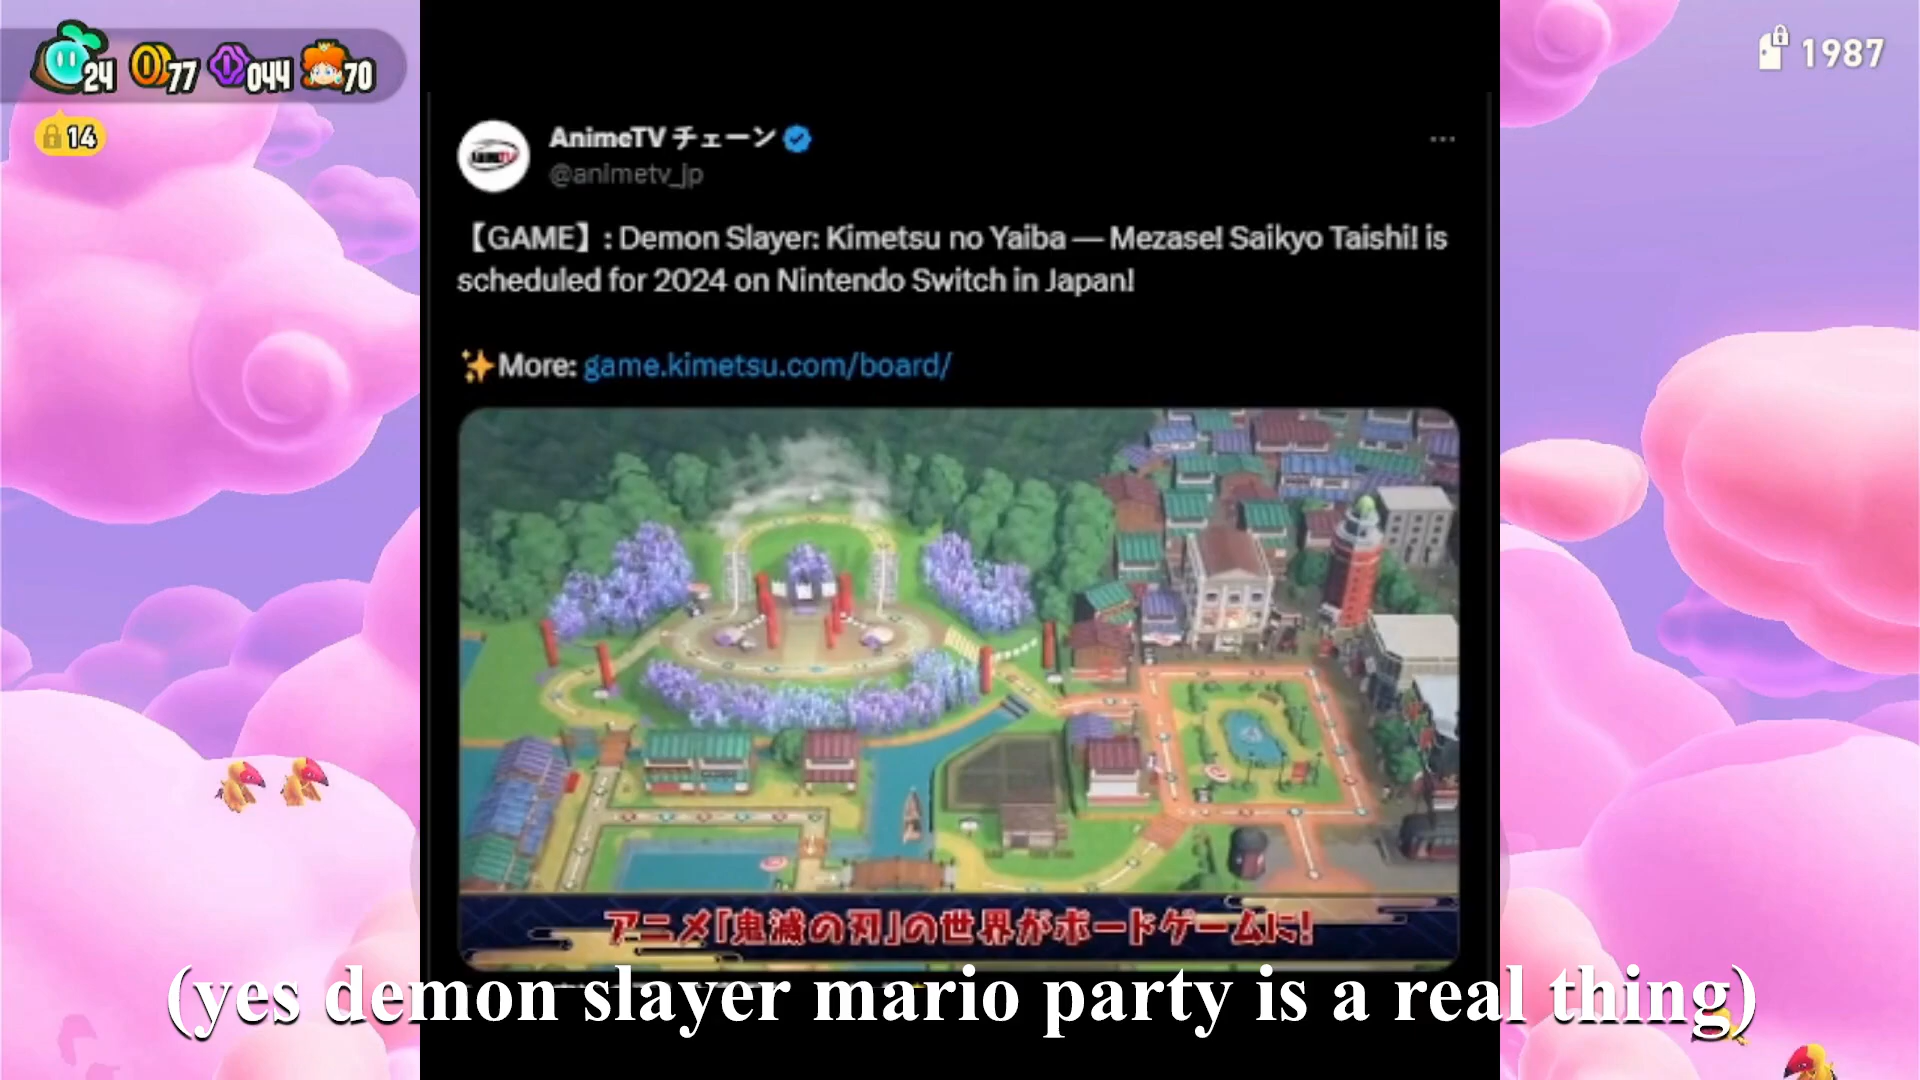 24 77 044 70
14
1987
AnimeTV チェーン
@animetv_jp
【GAME】: Demon Slayer: Kimetsu no Yaiba — Mezase! Saikyo Taishi! is
scheduled for 2024 on Nintendo Switch in Japan!
✨More: game.kimetsu.com/board/
アニメ「鬼滅の刃」の世界がボードゲームに!
(yes demon slayer mario party is a real thing)